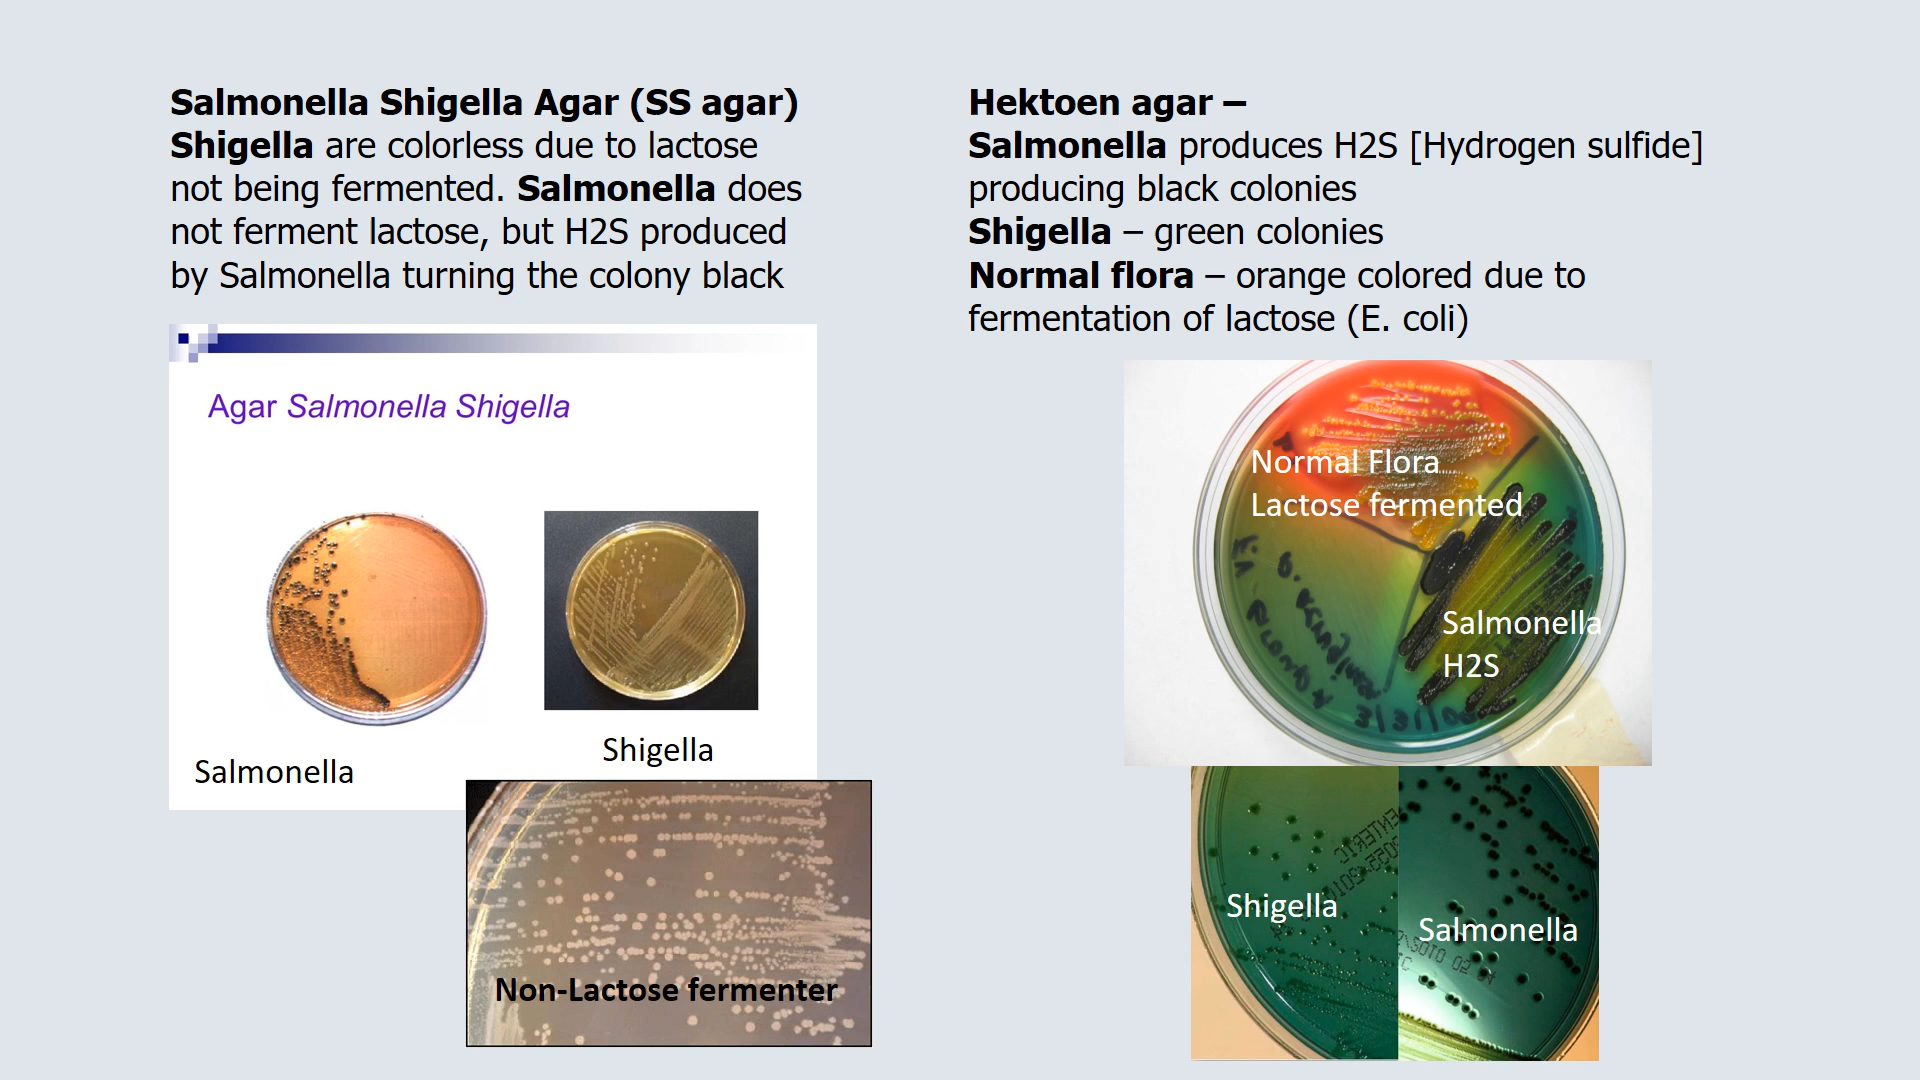 Salmonella Shigella Agar (SS agar)
Shigella are colorless due to lactose
not being fermented. Salmonella does
not ferment lactose, but H2S produced
by Salmonella turning the colony black
Agar Salmonella Shigella
Salmonella
Shigella
Non-Lactose fermenter
Hektoen agar –
Salmonella produces H2S [Hydrogen sulfide]
producing black colonies
Shigella – green colonies
Normal flora – orange colored due to
fermentation of lactose (E. coli)
Normal Flora
Lactose fermented
Salmonella
H2S
Shigella
Salmonella